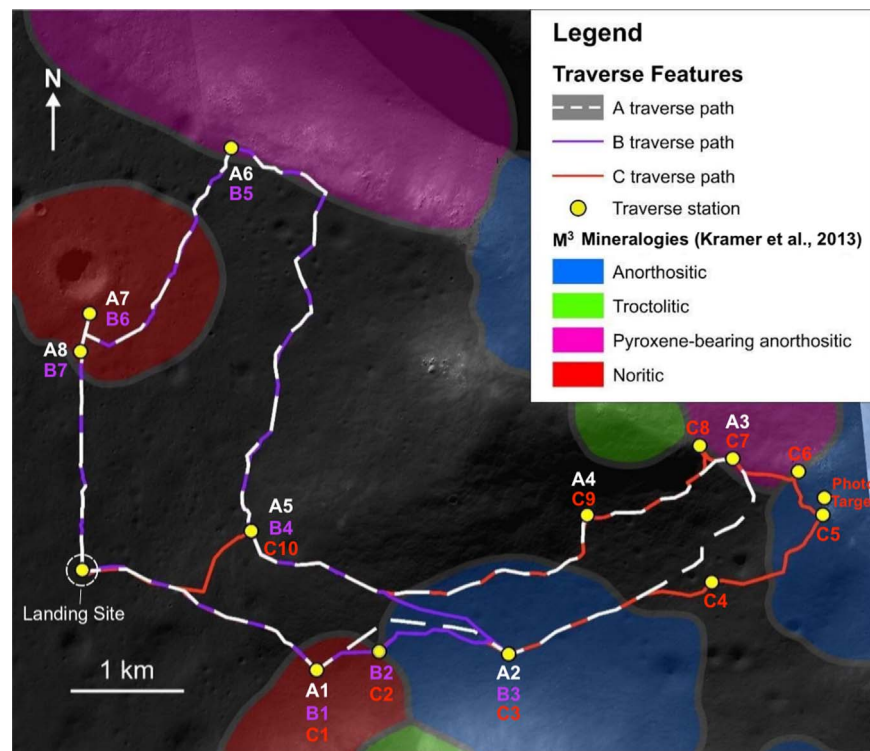 Legend
Traverse Features
A traverse path
B traverse path
C traverse path
Traverse station
M³ Mineralogies (Kramer et al., 2013)
Anorthositic
Troctolitic
Pyroxene-bearing anorthositic
Noritic
N
A6
B5
A7
B6
A8
B7
A3
C8
C7
C6
Photo
Target
C5
A4
C9
A5
B4
C10
C4
Landing Site
1 km
A1
B1
C1
B2
C2
A2
B3
C3